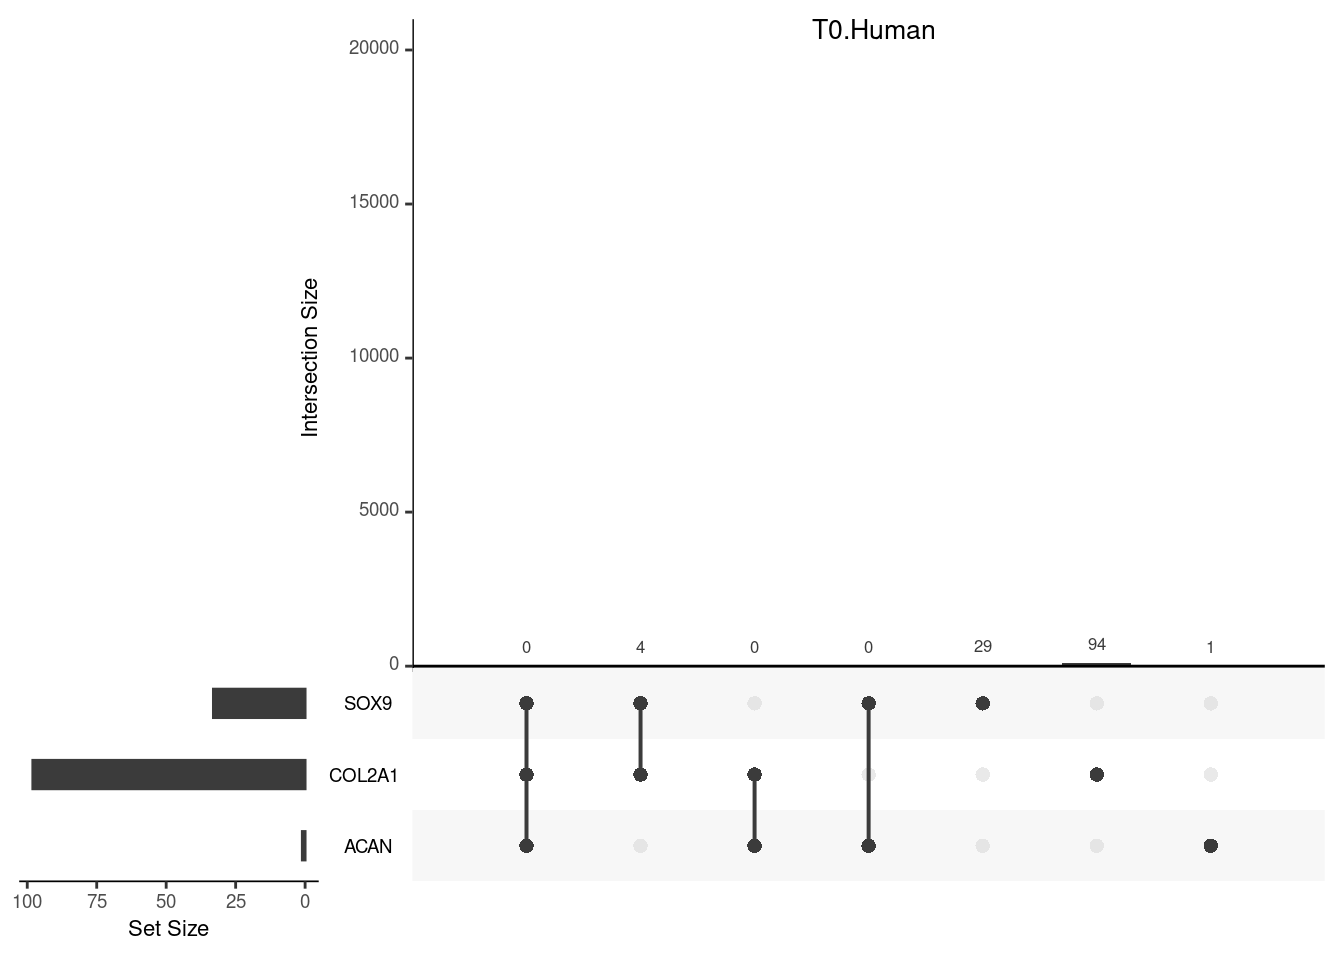 T0.Human
20000
15000
10000
5000
0
Intersection Size
0 4 0 0 29 94 1
SOX9
COL2A1
ACAN
100 75 50 25 0
Set Size